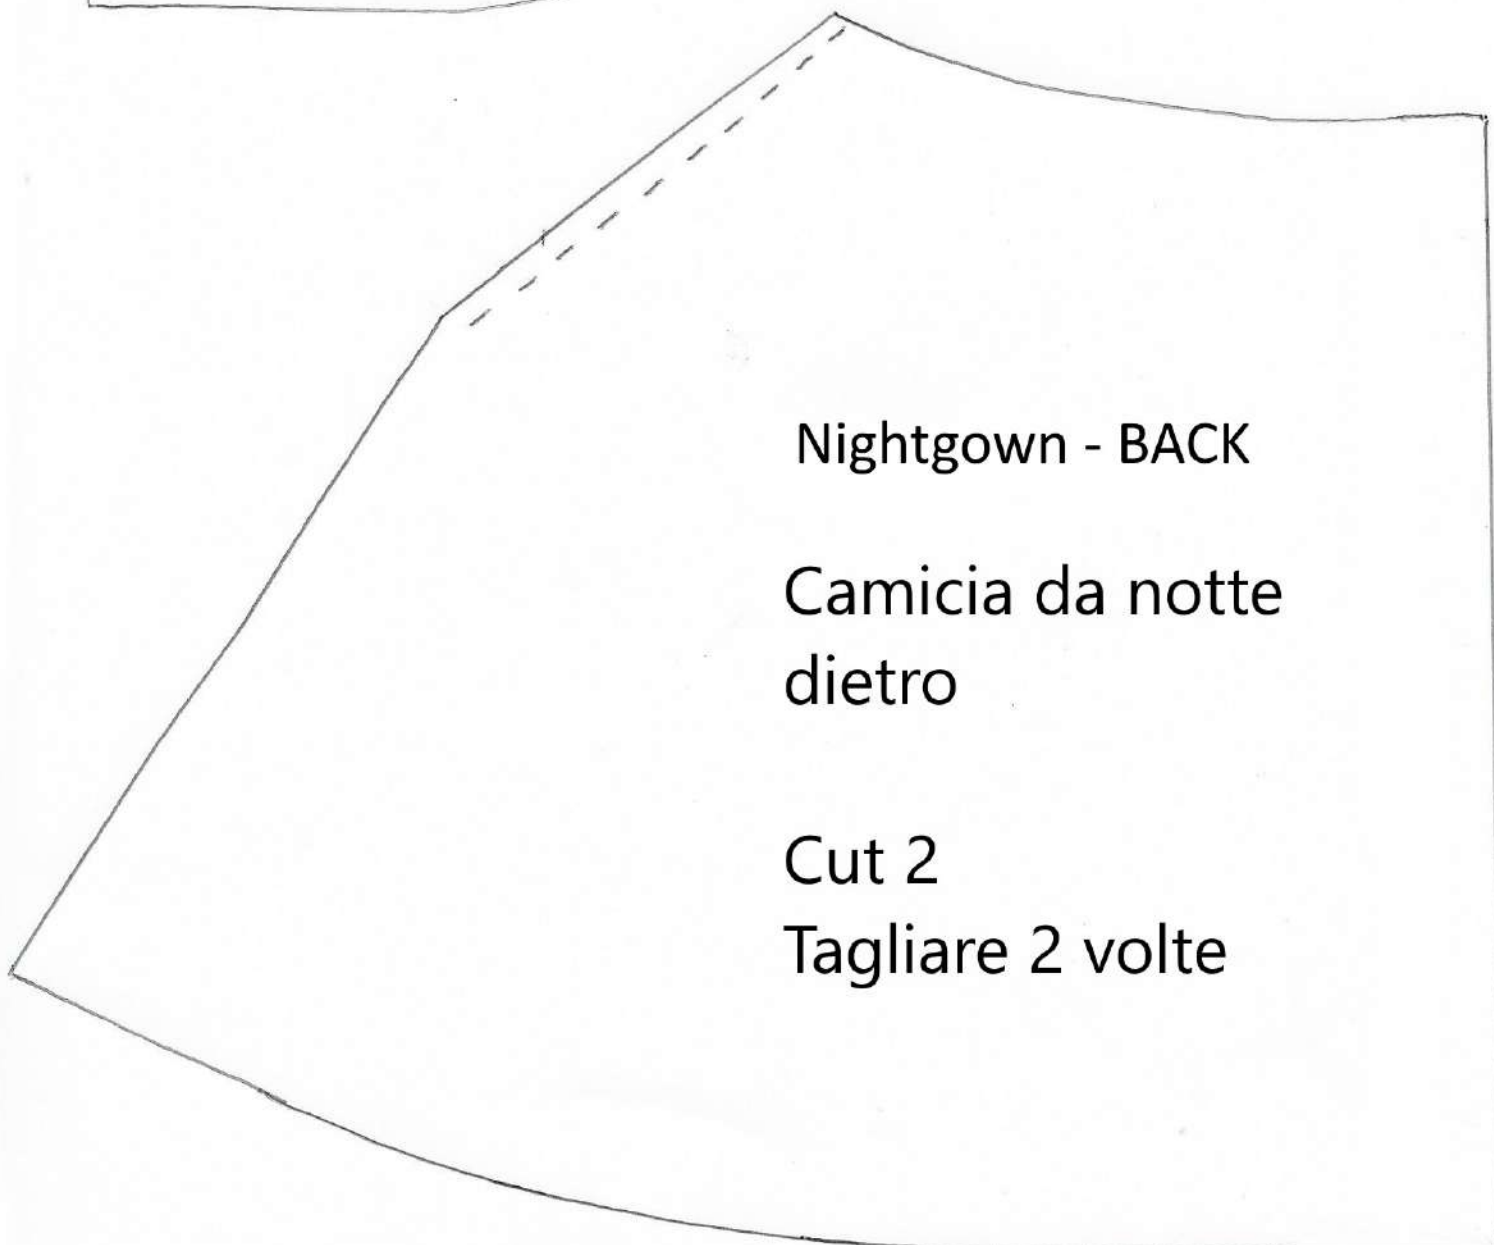 Nightgown - BACK
Camicia da notte
dietro
Cut 2
Tagliare 2 volte